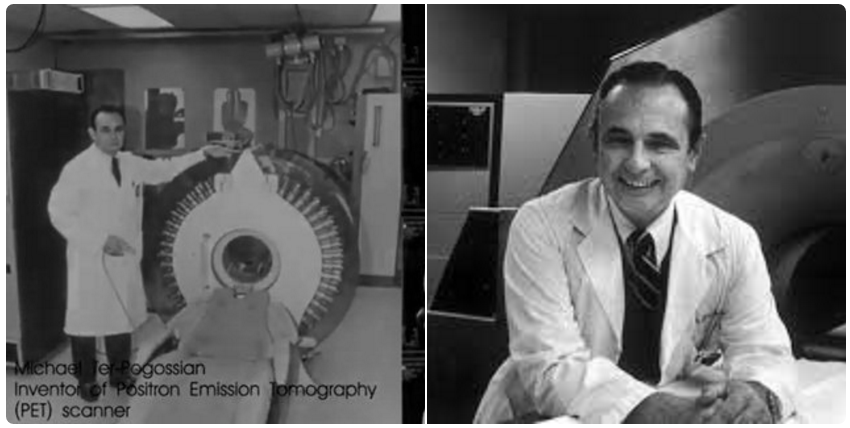 Michael Ter-Pogossian
Inventor of Positron Emission Tomography
(PET) scanner